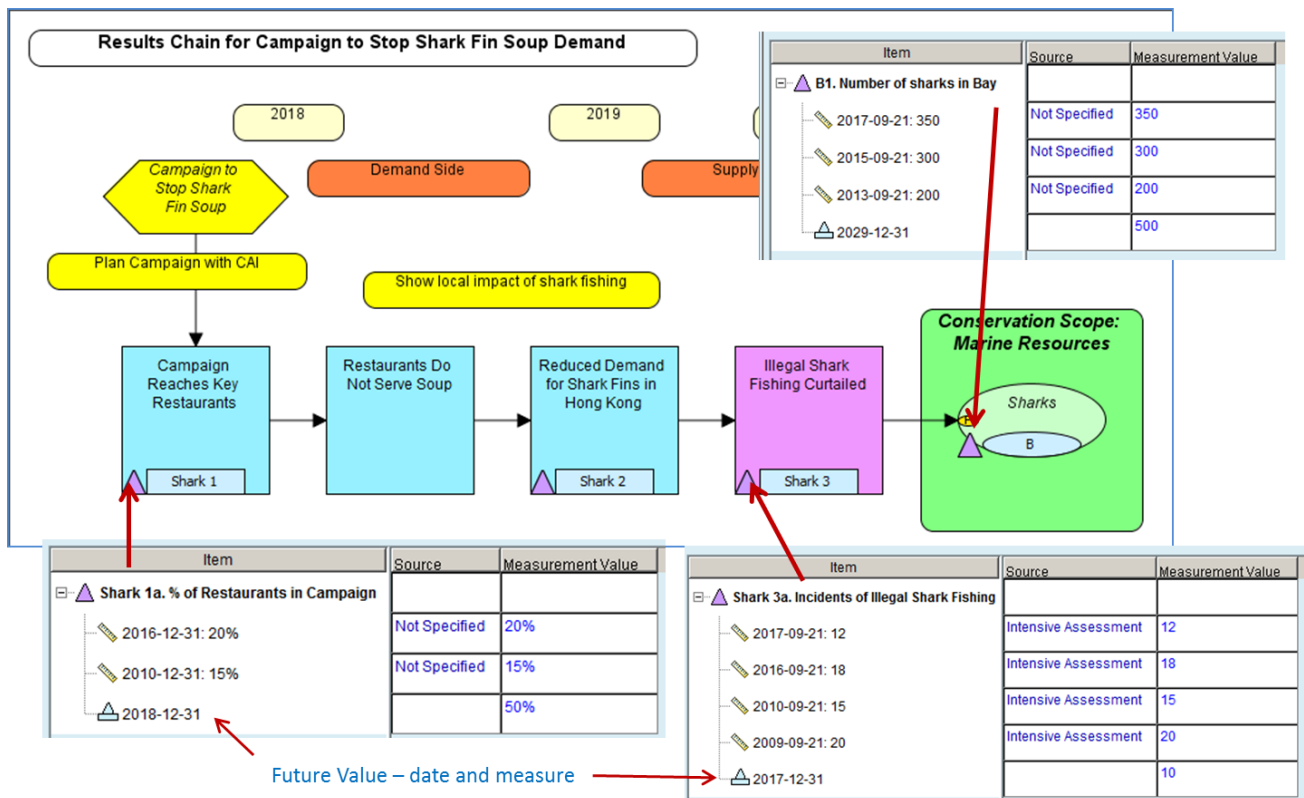 Results Chain for Campaign to Stop Shark Fin Soup Demand
2018
2019
Campaign to
Stop Shark
Fin Soup
Demand Side
Supply
Plan Campaign with CAI
Show local impact of shark fishing
Campaign
Reaches Key
Restaurants
Shark 1
Restaurants Do
Not Serve Soup
Reduced Demand
for Shark Fins in
Hong Kong
Shark 2
Illegal Shark
Fishing Curtailed
Shark 3
Conservation Scope:
Marine Resources
Sharks
B
Item Source Measurement Value
B1. Number of sharks in Bay
2017-09-21: 350 Not Specified 350
2015-09-21: 300 Not Specified 300
2013-09-21: 200 Not Specified 200
2029-12-31 500
Item Source Measurement Value
Shark 1a. % of Restaurants in Campaign
2016-12-31: 20% Not Specified 20%
2010-12-31: 15% Not Specified 15%
2018-12-31 50%
Item Source Measurement Value
Shark 3a. Incidents of Illegal Shark Fishing
2017-09-21: 12 Intensive Assessment 12
2016-09-21: 18 Intensive Assessment 18
2010-09-21: 15 Intensive Assessment 15
2009-09-21: 20 Intensive Assessment 20
2017-12-31 10
Future Value – date and measure